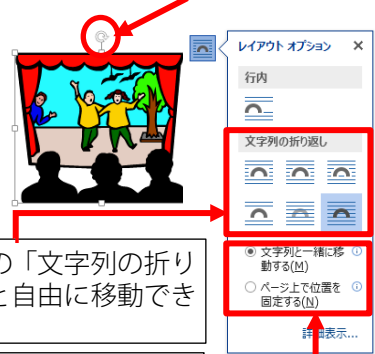 レイアウト オプション ×
行内
文字列の折り返し
文字列と一緒に移
動する(M)
ページ上で位置を
固定する(N)
詳細表示...
の「文字列の折り
と自由に移動でき